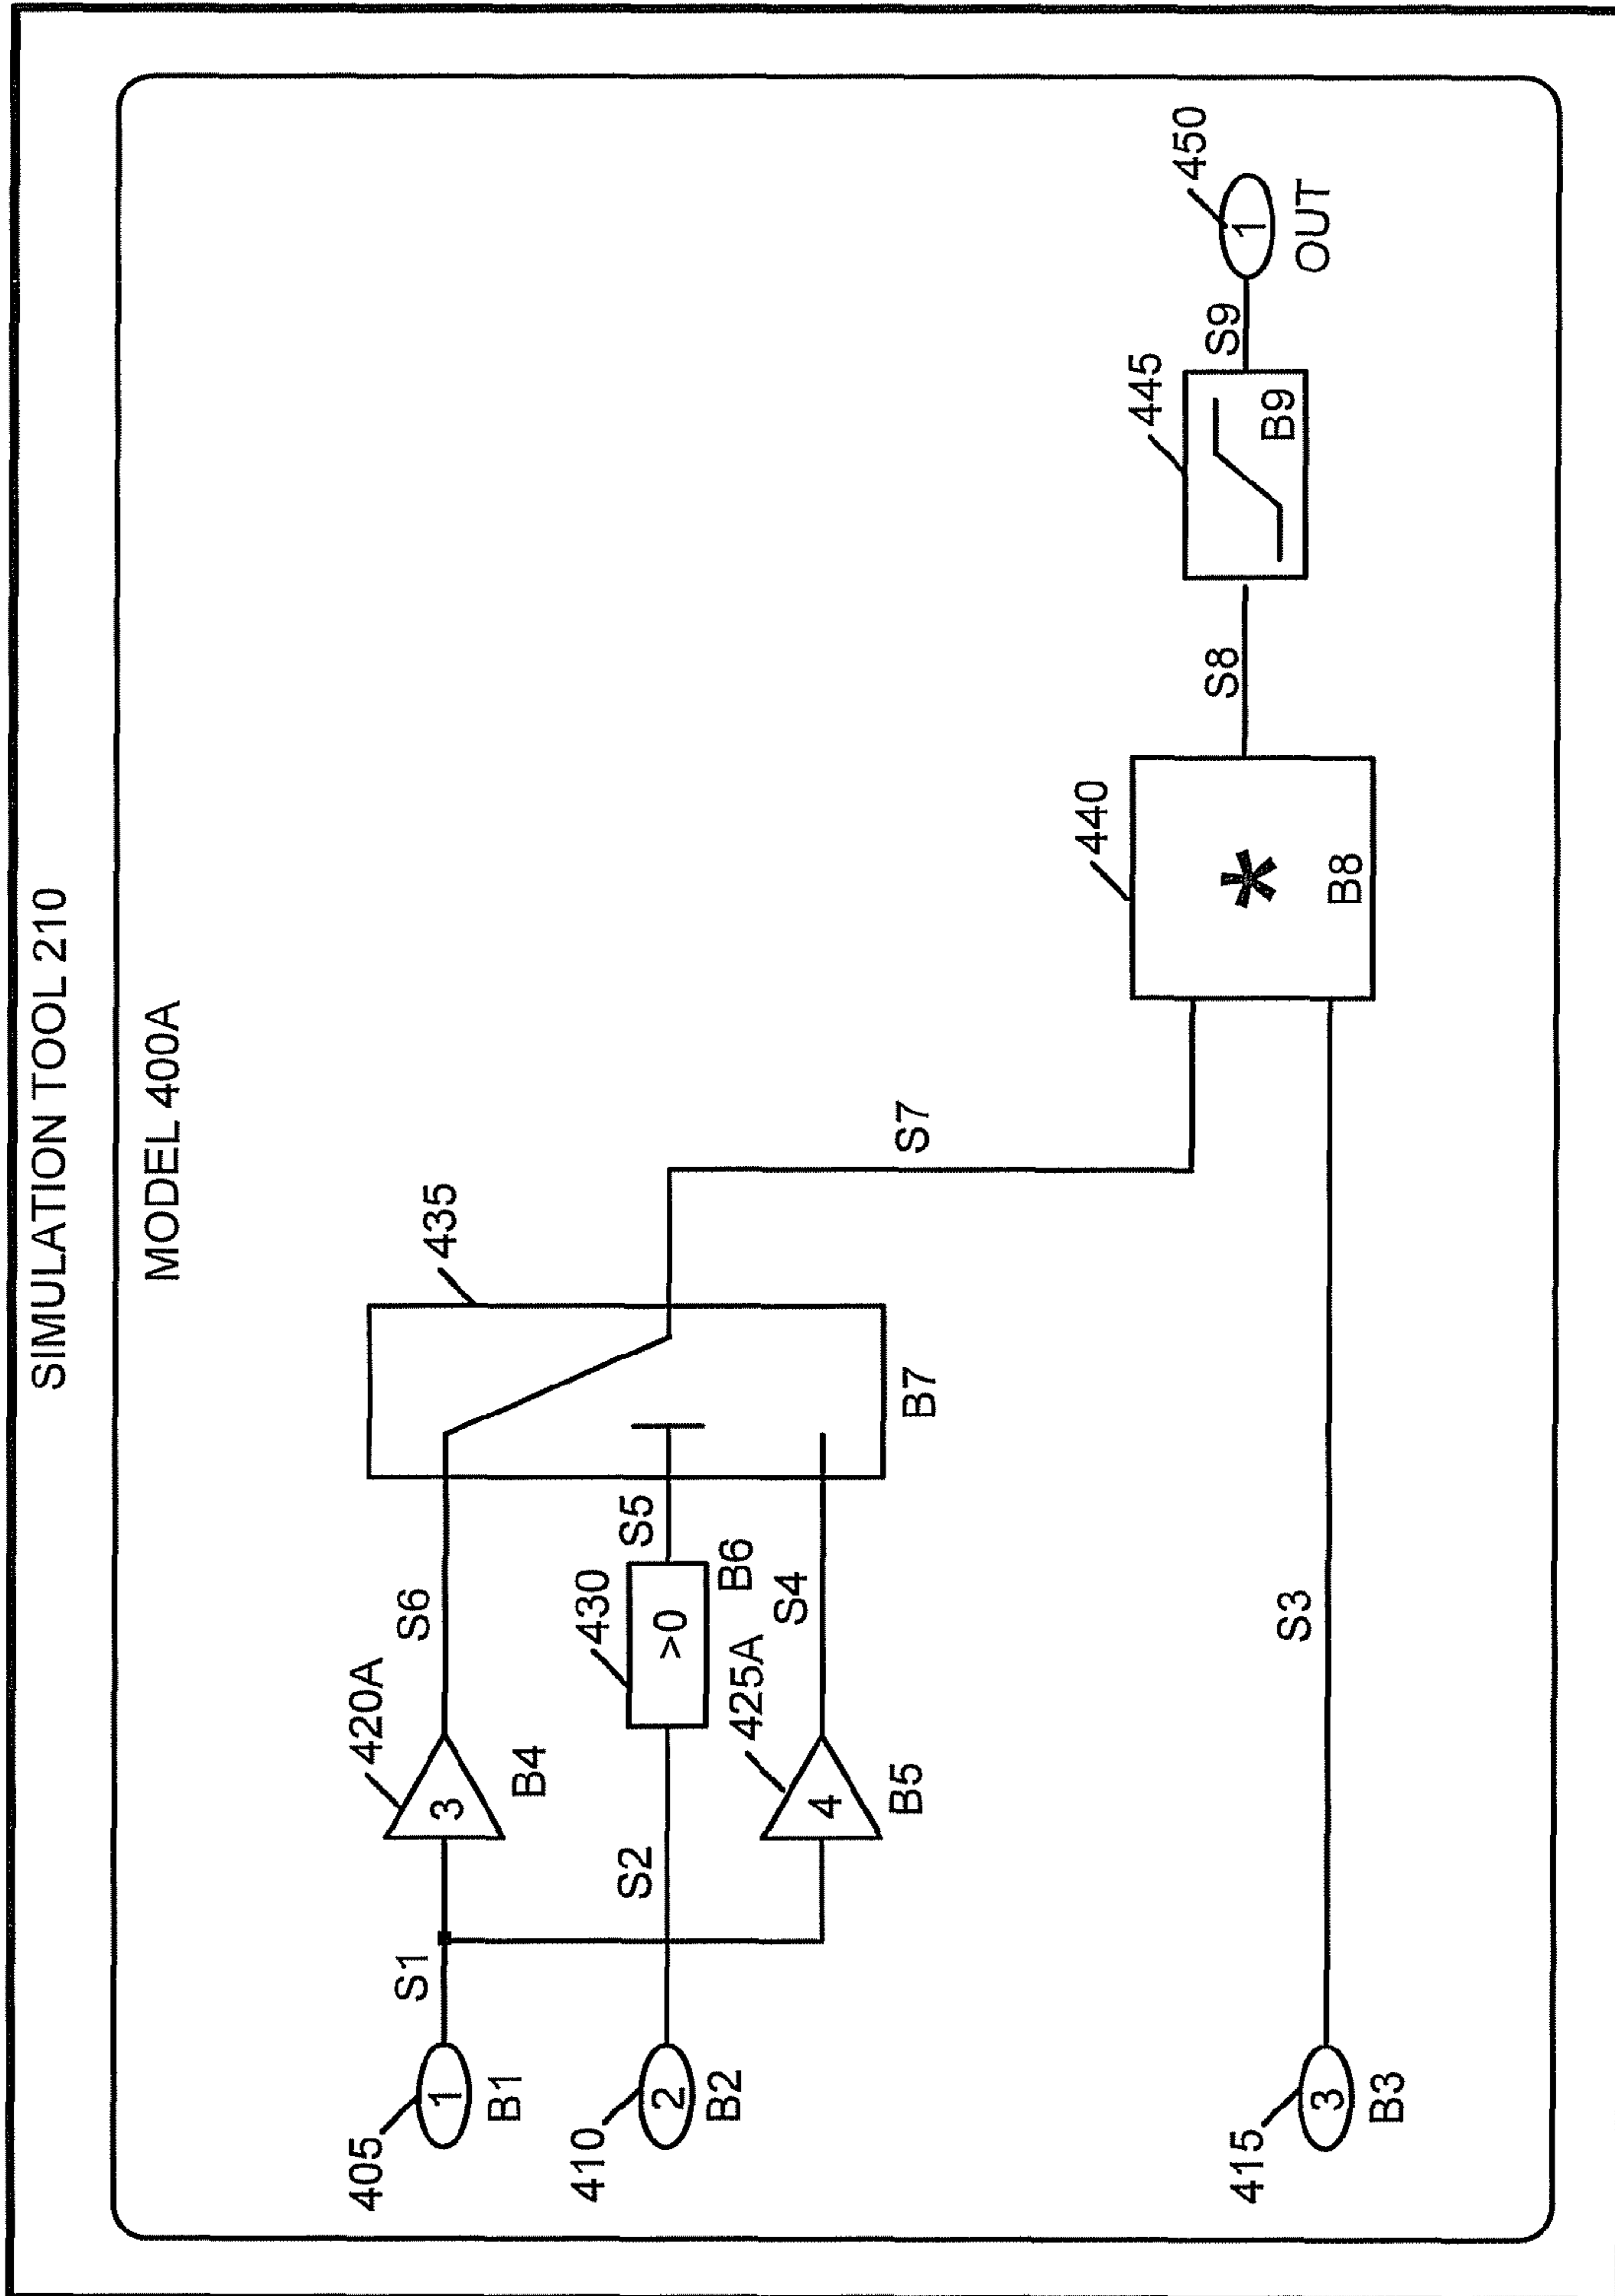 SIMULATION TOOL 210
MODEL 400A
405
1
B1
S1
420A
3
B4
S6
435
410
2
B2
S2
430
>0
B6
S5
425A
4
B5
S4
B7
S7
415
3
B3
S3
440
*
B8
S8
445
B9
S9
450
1
OUT